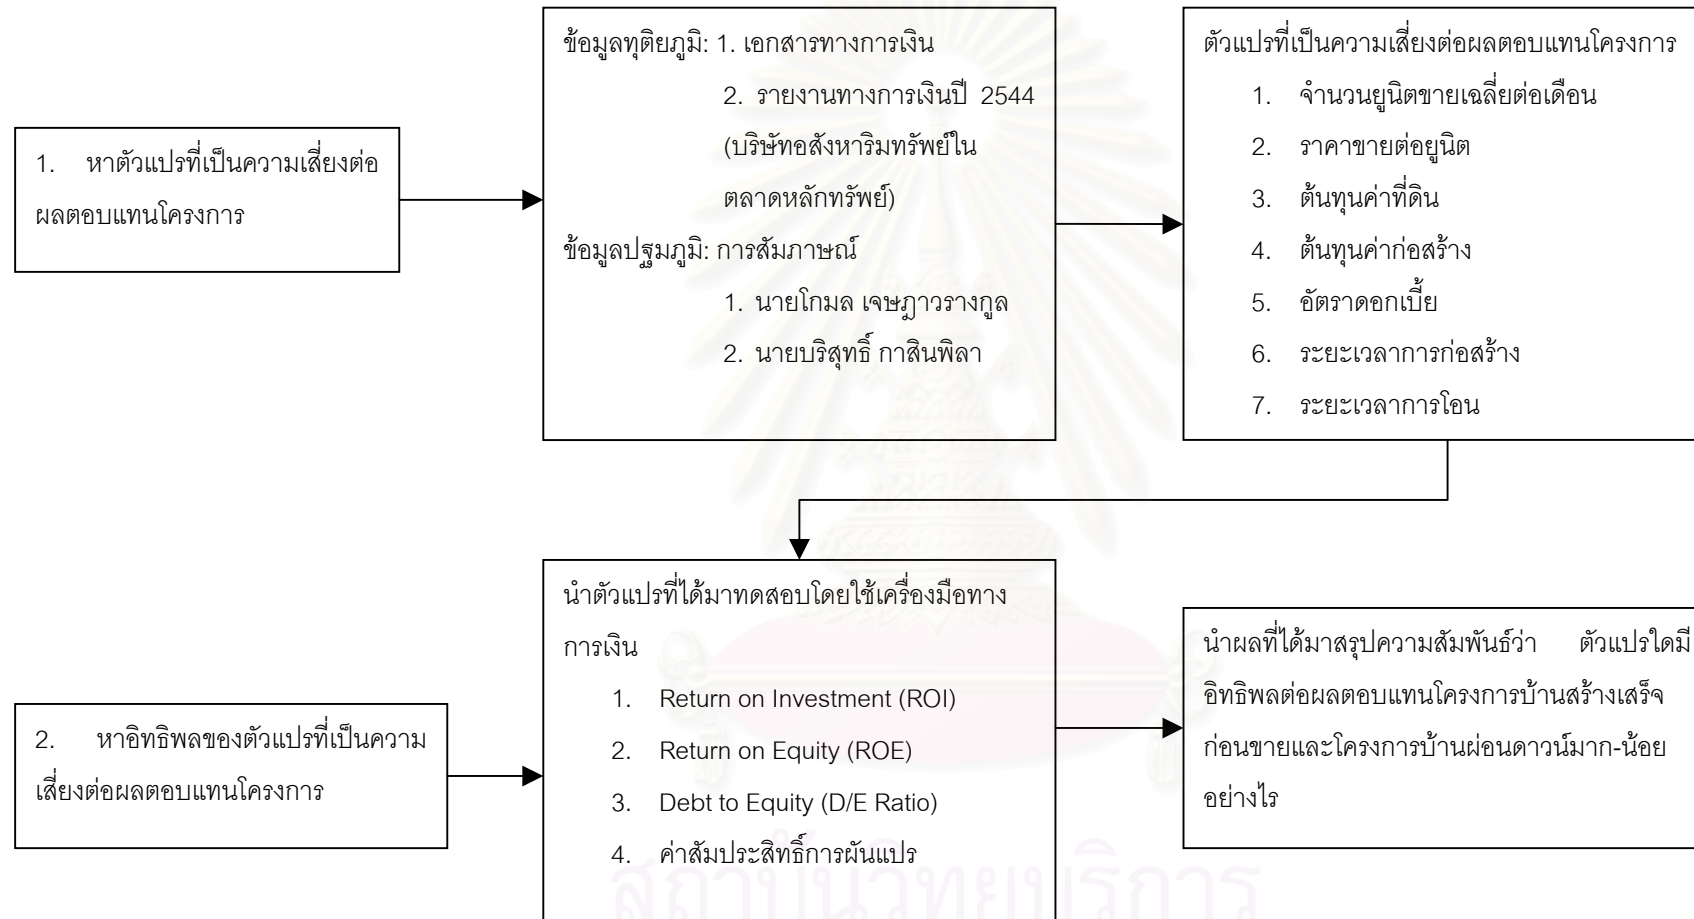 1. หาตัวแปรที่เป็นความเสี่ยงต่อ
ผลตอบแทนโครงการ
ข้อมูลทุติยภูมิ: 1. เอกสารทางการเงิน
2. รายงานทางการเงินปี 2544
(บริษัทอสังหาริมทรัพย์ใน
ตลาดหลักทรัพย์)
ข้อมูลปฐมภูมิ: การสัมภาษณ์
1. นายโกมล เจษฎาวรางกูล
2. นายบริสุทธิ์ กาสินพิลา
ตัวแปรที่เป็นความเสี่ยงต่อผลตอบแทนโครงการ
1. จำนวนยูนิตขายเฉลี่ยต่อเดือน
2. ราคาขายต่อยูนิต
3. ต้นทุนค่าที่ดิน
4. ต้นทุนค่าก่อสร้าง
5. อัตราดอกเบี้ย
6. ระยะเวลาการก่อสร้าง
7. ระยะเวลาการโอน
2. หาอิทธิพลของตัวแปรที่เป็นความ
เสี่ยงต่อผลตอบแทนโครงการ
นำตัวแปรที่ได้มาทดสอบโดยใช้เครื่องมือทาง
การเงิน
1. Return on Investment (ROI)
2. Return on Equity (ROE)
3. Debt to Equity (D/E Ratio)
4. ค่าสัมประสิทธิ์การผันแปร
นำผลที่ได้มาสรุปความสัมพันธ์ว่า ตัวแปรใดมี
อิทธิพลต่อผลตอบแทนโครงการบ้านสร้างเสร็จ
ก่อนขายและโครงการบ้านผ่อนดาวน์มาก-น้อย
อย่างไร
สถาบันวิทยบริการ